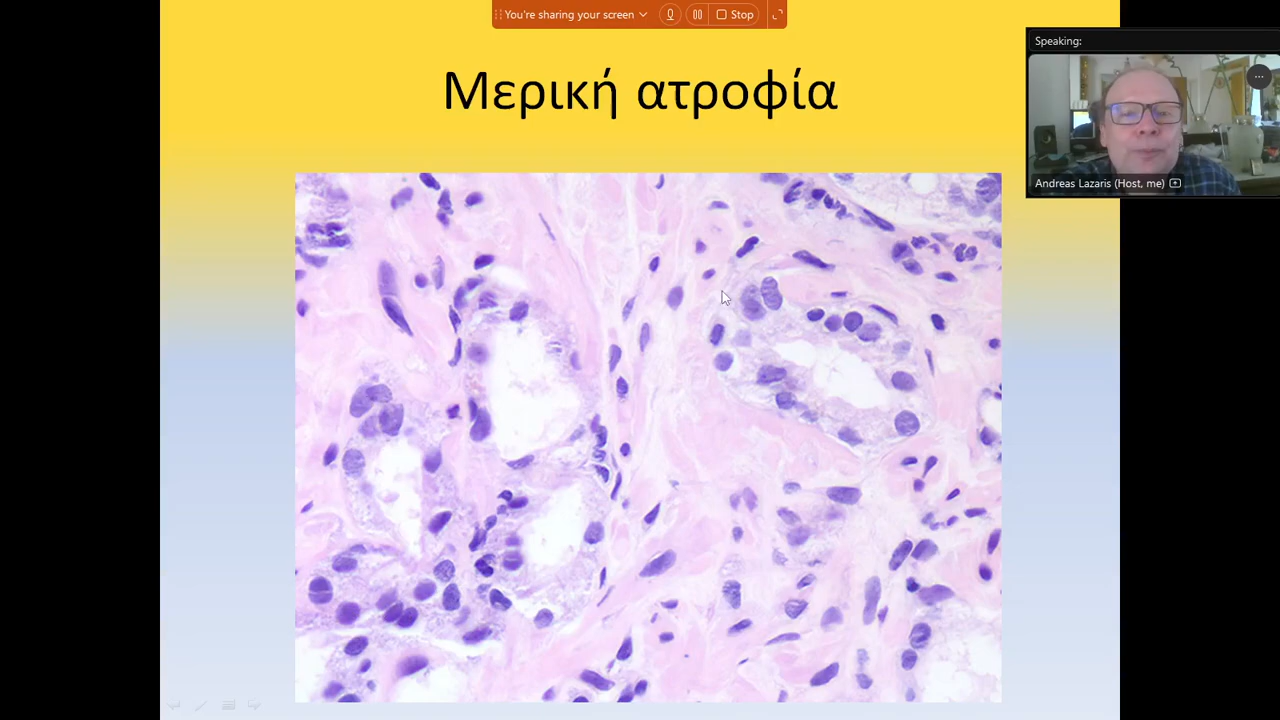 You're sharing your screen
Stop
Speaking:
Μερική ατροφία
Andreas Lazaris (Host, me)